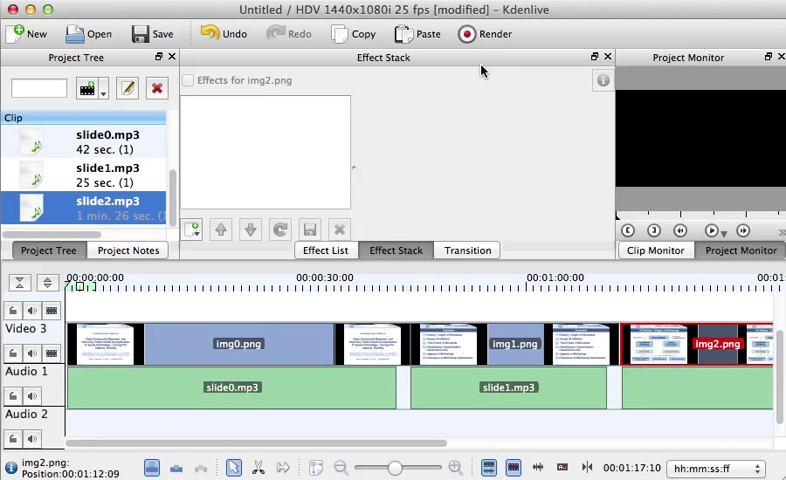 Untitled / HDV 1440x1080i 25 fps [modified] - Kdenlive
New Open Save Undo Redo Copy Paste Render
Project Tree
Effect Stack
Project Monitor
Effects for img2.png
Clip
slide0.mp3
42 sec. (1)
slide1.mp3
25 sec. (1)
slide2.mp3
1 min. 26 sec. (1
Project Tree Project Notes
Effect List Effect Stack Transition
Clip Monitor Project Monitor
00:00:00:00 00:00:30:00 00:01:00:00 00:01:
Video 3
img0.png img1.png img2.png
Audio 1
slide0.mp3 slide1.mp3
Audio 2
img2.png:
Position: 00:01:12:09
00:01:17:10 hh:mm:ss:ff